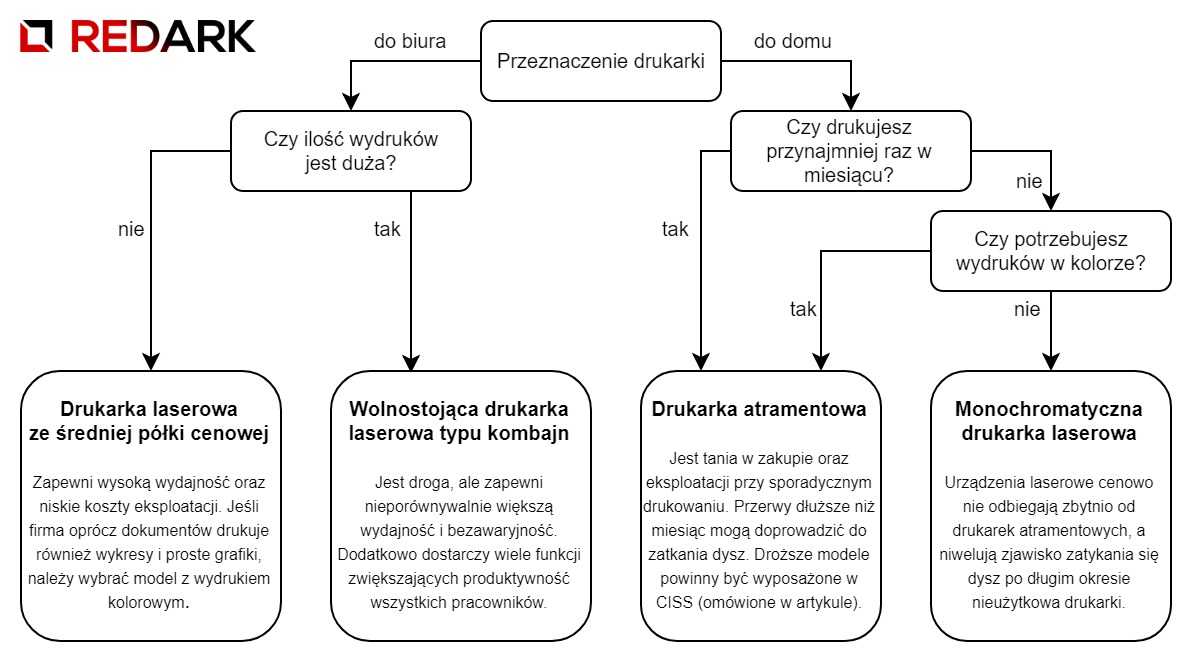 REDARK
do biura
Przeznaczenie drukarki
do domu
Czy ilość wydruków
jest duża?
Czy drukujesz
przynajmniej raz w
miesiącu?
nie
tak
tak
nie
Czy potrzebujesz
wydruków w kolorze?
tak
nie
Drukarka laserowa
ze średniej półki cenowej
Zapewni wysoką wydajność oraz
niskie koszty eksploatacji. Jeśli
firma oprócz dokumentów drukuje
również wykresy i proste grafiki,
należy wybrać model z wydrukiem
kolorowym.
Wolnostojąca drukarka
laserowa typu kombajn
Jest droga, ale zapewni
nieporównywalnie większą
wydajność i bezawaryjność.
Dodatkowo dostarczy wiele funkcji
zwiększających produktywność
wszystkich pracowników.
Drukarka atramentowa
Jest tania w zakupie oraz
eksploatacji przy sporadycznym
drukowaniu. Przerwy dłuższe niż
miesiąc mogą doprowadzić do
zatkania dysz. Droższe modele
powinny być wyposażone w
CISS (omówione w artykule).
Monochromatyczna
drukarka laserowa
Urządzenia laserowe cenowo
nie odbiegają zbytnio od
drukarek atramentowych, a
niwelują zjawisko zatykania się
dysz po długim okresie
nieużytkowa drukarki.